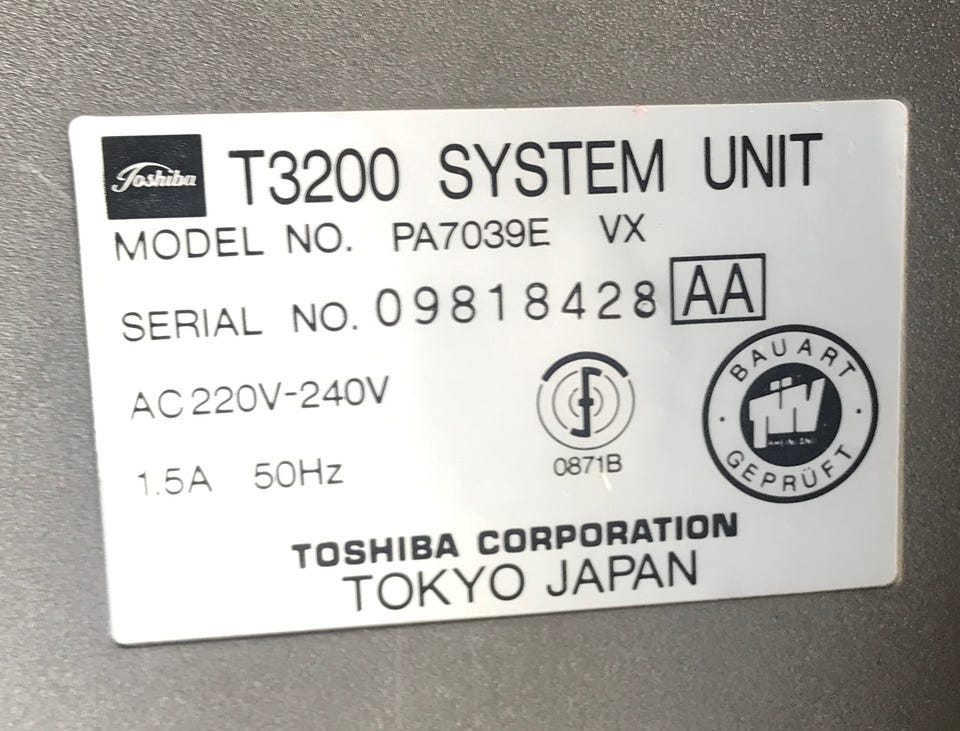 Toshiba T3200 SYSTEM UNIT
MODEL NO. PA7039E VX
SERIAL NO. 09818428 AA
AC 220V-240V
1.5A 50Hz
0871B
BAUART
TÜV
GEPRÜFT
TOSHIBA CORPORATION
TOKYO JAPAN